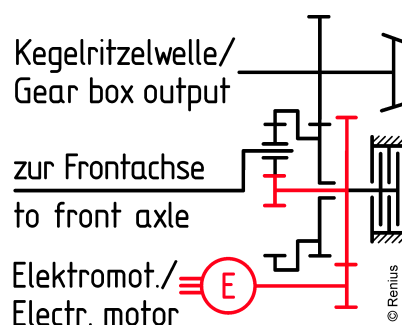 Kegelritzelwelle/
Gear box output
zur Frontachse
to front axle
Elektromot./
Electr. motor
E
© Renius